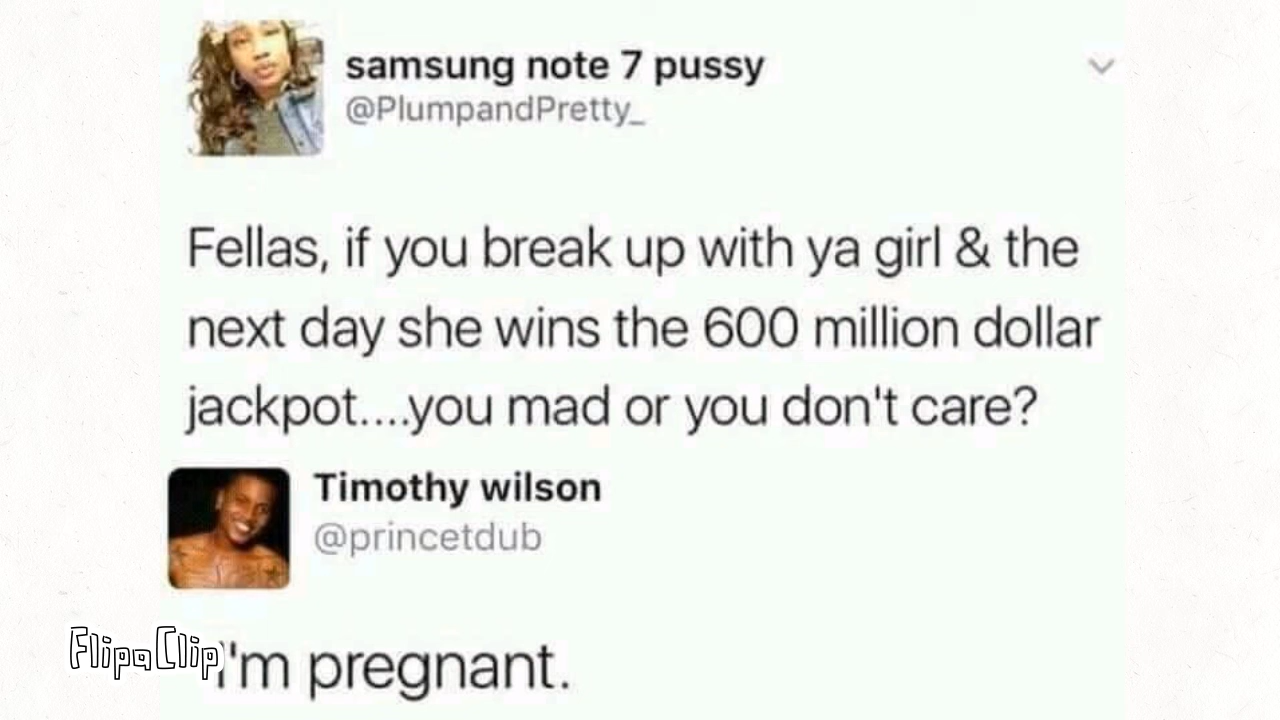 samsung note 7 pussy
@PlumpandPretty_
Fellas, if you break up with ya girl & the
next day she wins the 600 million dollar
jackpot....you mad or you don't care?
Timothy wilson
@princetdub
FlipaClip
I'm pregnant.